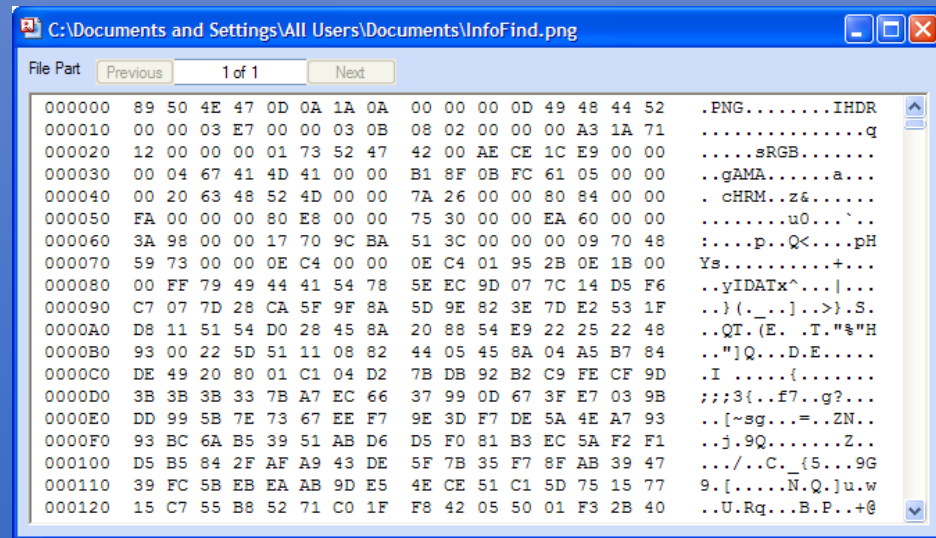 C:\Documents and Settings\All Users\Documents\InfoFind.png
File Part Previous 1 of 1 Next
000000 89 50 4E 47 0D 0A 1A 0A 00 00 00 0D 49 48 44 52 .PNG........IHDR
000010 00 00 03 E7 00 00 03 0B 08 02 00 00 00 A3 1A 71 ...............q
000020 12 00 00 00 01 73 52 47 42 00 AE CE 1C E9 00 00 .....sRGB.......
000030 00 04 67 41 4D 41 00 00 B1 8F 0B FC 61 05 00 00 ..gAMA......a...
000040 00 20 63 48 52 4D 00 00 7A 26 00 00 80 84 00 00 . cHRM..z&......
000050 FA 00 00 00 80 E8 00 00 75 30 00 00 EA 60 00 00 ........u0...`..
000060 3A 98 00 00 17 70 9C BA 51 3C 00 00 00 09 70 48 :....p..Q<....pH
000070 59 73 00 00 0E C4 00 00 0E C4 01 95 2B 0E 1B 00 Ys..........+...
000080 00 FF 79 49 44 41 54 78 5E EC 9D 07 7C 14 D5 F6 ..yIDATx^...|...
000090 C7 07 7D 28 CA 5F 9F 8A 5D 9E 82 3E 7D E2 53 1F ..}(._..]..>}.S.
0000A0 D8 11 51 54 D0 28 45 8A 20 88 54 E9 22 25 22 48 ..QT.(E. .T."%"H
0000B0 93 00 22 5D 51 11 08 82 44 05 45 8A 04 A5 B7 84 .."]Q...D.E.....
0000C0 DE 49 20 80 01 C1 04 D2 7B DB 92 B2 C9 FE CF 9D .I .....{.......
0000D0 3B 3B 3B 33 7B A7 EC 66 37 99 0D 67 3F E7 03 9B ;;;3{..f7..g?...
0000E0 DD 99 5B 7E 73 67 EE F7 9E 3D F7 DE 5A 4E A7 93 ..[~sg...=..ZN..
0000F0 93 BC 6A B5 39 51 AB D6 D5 F0 81 B3 EC 5A F2 F1 ..j.9Q.......Z..
000100 D5 B5 84 2F AF A9 43 DE 5F 7B 35 F7 8F AB 39 47 .../..C._{5...9G
000110 39 FC 5B EB EA AB 9D E5 4E CE 51 C1 5D 75 15 77 9.[.....N.Q.]u.w
000120 15 C7 55 B8 52 71 C0 1F F8 42 05 50 01 F3 2B 40 ..U.Rq...B.P..+@